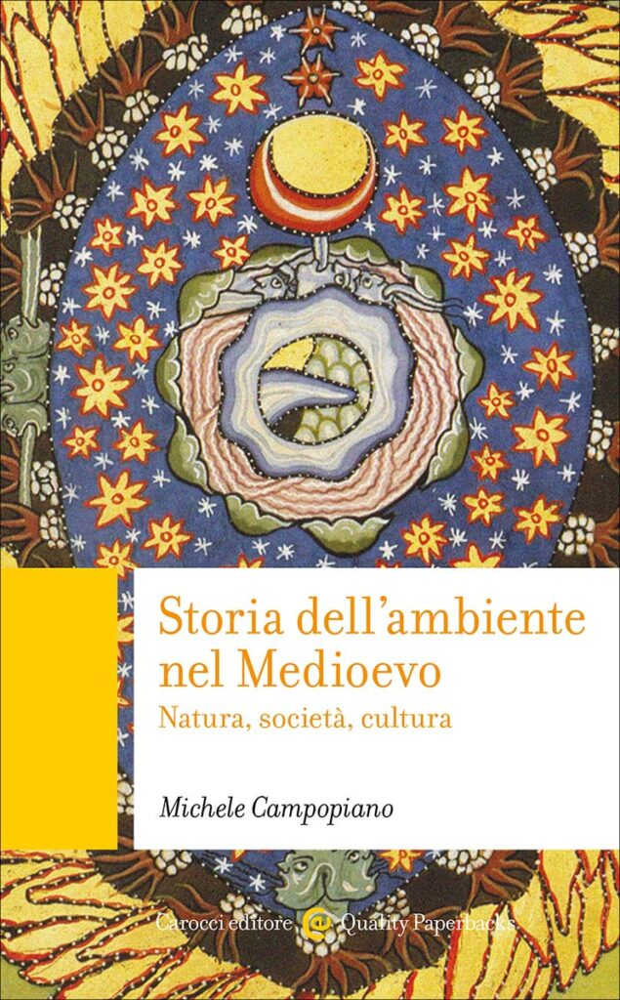 Storia dell’ambiente
nel Medioevo
Natura, società, cultura
Michele Campopiano
Carocci editore @ Quality Paperbacks